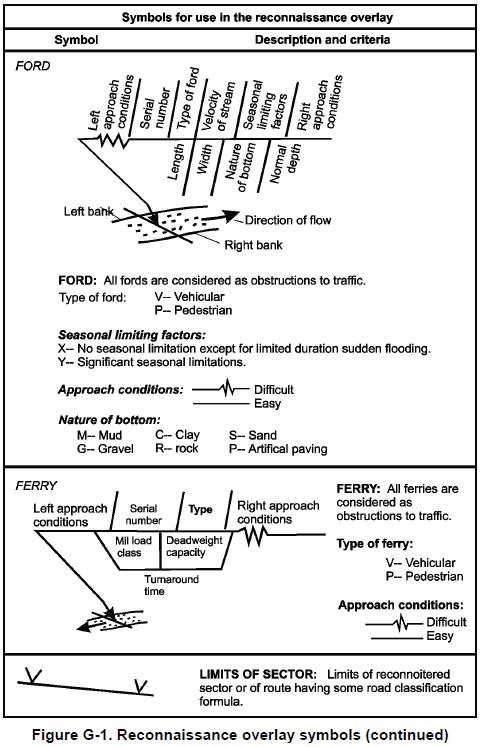 Symbols for use in the reconnaissance overlay
Symbol Description and criteria
FORD
Left approach conditions
Serial number
Type of ford
Velocity of stream
Seasonal limiting factors
Right approach conditions
Length
Width
Nature of bottom
Normal depth
Left bank
Direction of flow
Right bank
FORD: All fords are considered as obstructions to traffic.
Type of ford: V-- Vehicular
P-- Pedestrian
Seasonal limiting factors:
X-- No seasonal limitation except for limited duration sudden flooding.
Y-- Significant seasonal limitations.
Approach conditions: Difficult
Easy
Nature of bottom:
M-- Mud C-- Clay S-- Sand
G-- Gravel R-- rock P-- Artifical paving
FERRY
Left approach
conditions
Serial
number
Type
Right approach
conditions
Mil load
class
Deadweight
capacity
Turnaround
time
FERRY: All ferries are
considered as
obstructions to traffic.
Type of ferry:
V-- Vehicular
P-- Pedestrian
Approach conditions:
Difficult
Easy
V V
LIMITS OF SECTOR: Limits of reconnoitered
sector or of route having some road classification
formula.
Figure G-1. Reconnaissance overlay symbols (continued)